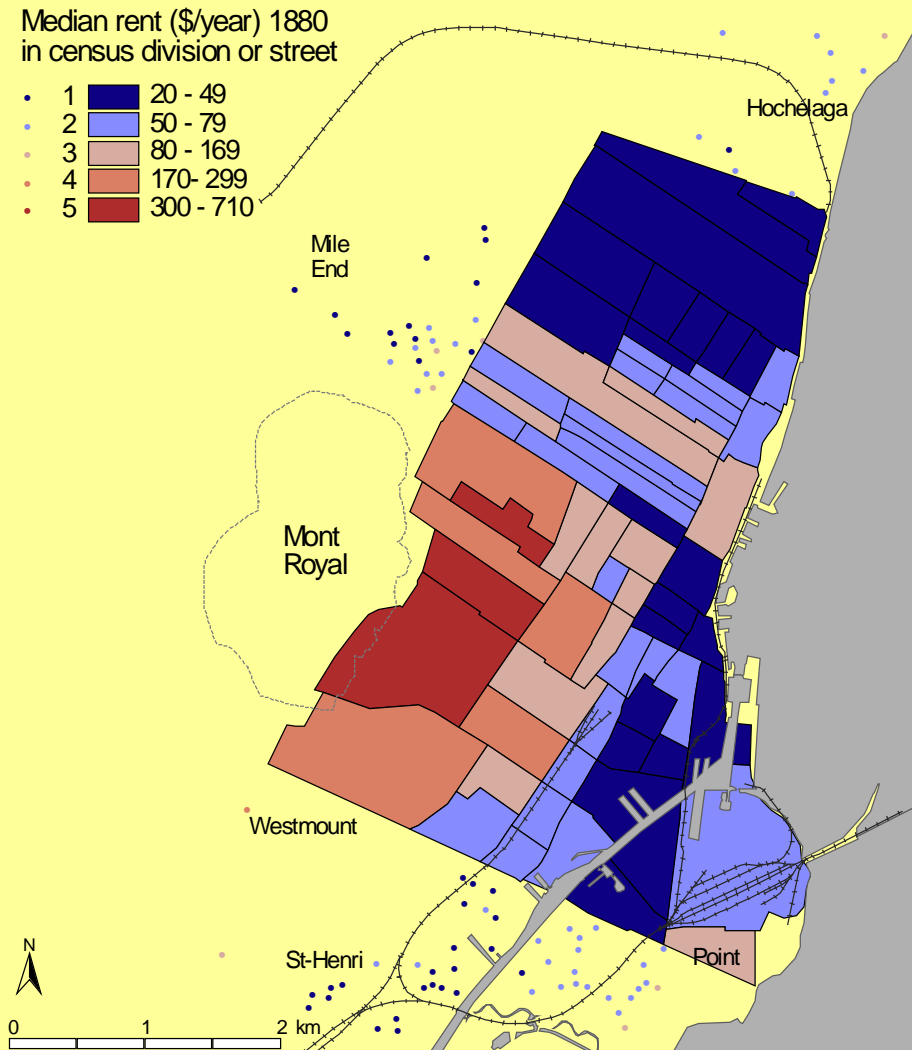 Median rent ($/year) 1880
in census division or street
1 20 - 49
2 50 - 79
3 80 - 169
4 170- 299
5 300 - 710
Hochelaga
Mile
End
Mont
Royal
Westmount
St-Henri
Point
N
0 1 2 km